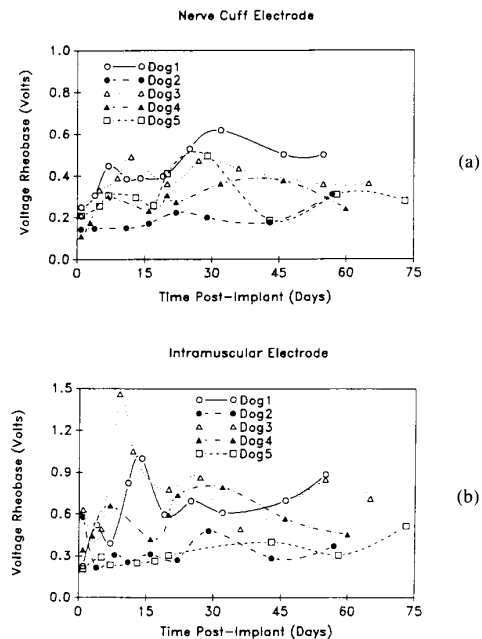 Nerve Cuff Electrode
1.0
0.8
0.6
0.4
0.2
0.0
Voltage Rheobase (Volts)
Dog1
Dog2
Dog3
Dog4
Dog5
(a)
0 15 30 45 60 75
Time Post-Implant (Days)
Intramuscular Electrode
1.5
1.2
0.9
0.6
0.3
0.0
Voltage Rheobase (Volts)
Dog1
Dog2
Dog3
Dog4
Dog5
(b)
0 15 30 45 60 75
Time Post-Implant (Days)